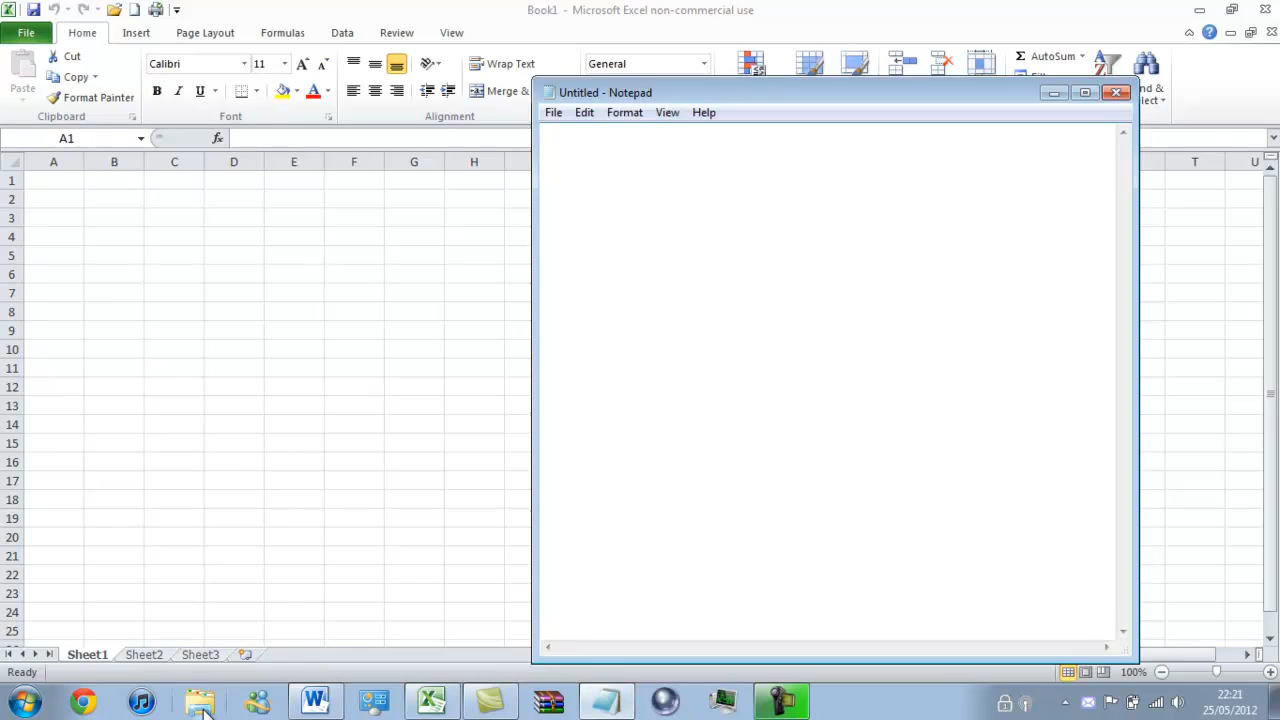 Book1 - Microsoft Excel non-commercial use
File Home Insert Page Layout Formulas Data Review View
Cut
Copy
Format Painter
Paste
Clipboard
Calibri 11
B I U A
Font
Wrap Text
Merge &
Alignment
General
Σ AutoSum
& Select
A1 fx
A B C D E F G H T U
1
2
3
4
5
6
7
8
9
10
11
12
13
14
15
16
17
18
19
20
21
22
23
24
25
Untitled - Notepad
File Edit Format View Help
Sheet1 Sheet2 Sheet3
Ready
100%
22:21
25/05/2012